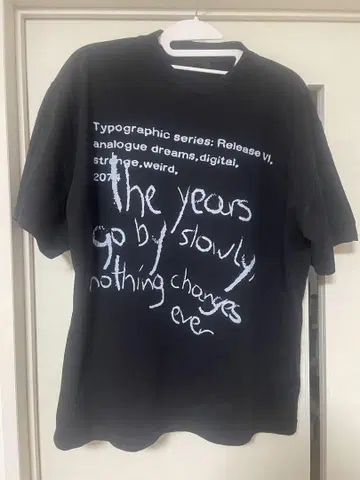 Typographic series: Release VI,
analogue dreams, digital,
strange, weird,
the years
go by slowly,
nothing changes
ever